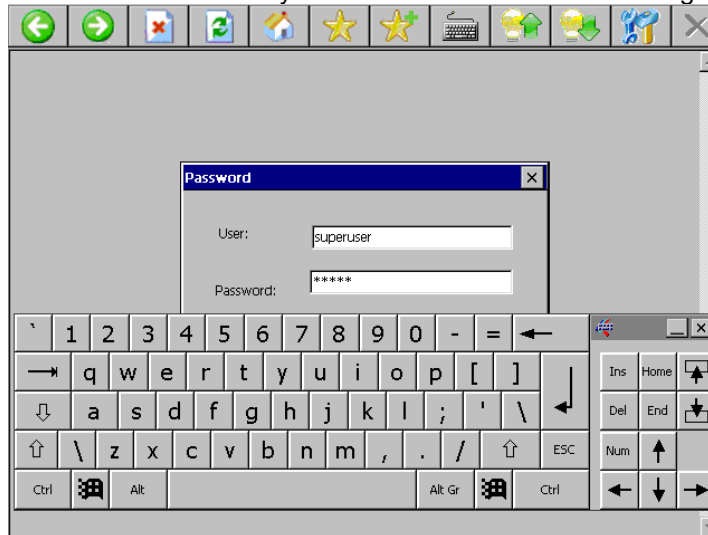 Password
User:
superuser
Password:
*****
` 1 2 3 4 5 6 7 8 9 0 - =
q w e r t y u i o p [ ]
Ins Home
a s d f g h j k l ; ' \
Del End
\ z x c v b n m , . / ESC
Num
Ctrl Alt Alt Gr Ctrl